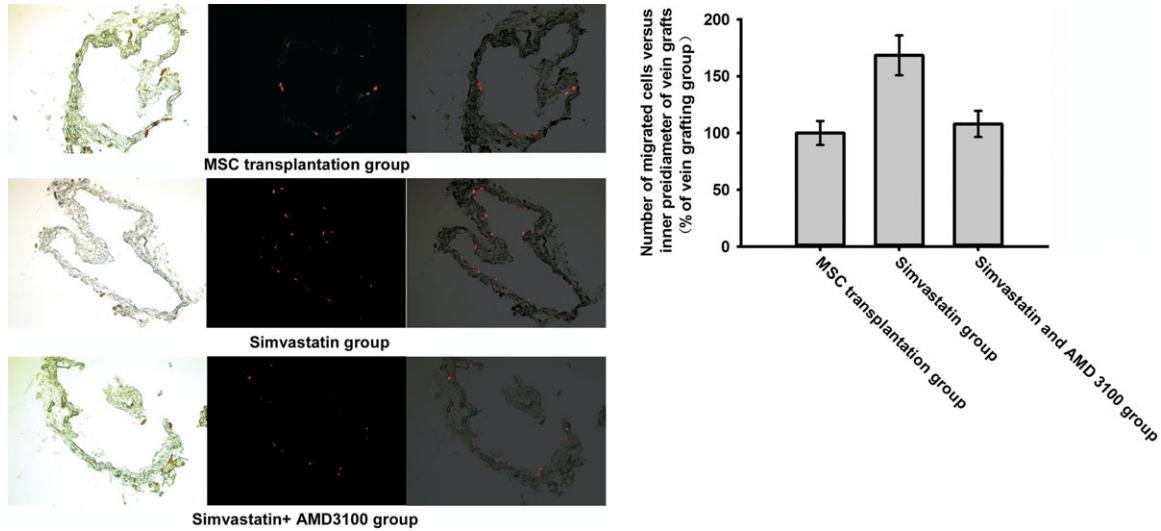 MSC transplantation group
Simvastatin group
Simvastatin+ AMD3100 group
Number of migrated cells versus
inner prediameter of vein grafts
(% of vein grafting group)
200
150
100
50
0
MSC transplantation group
Simvastatin group
Simvastatin and AMD 3100 group